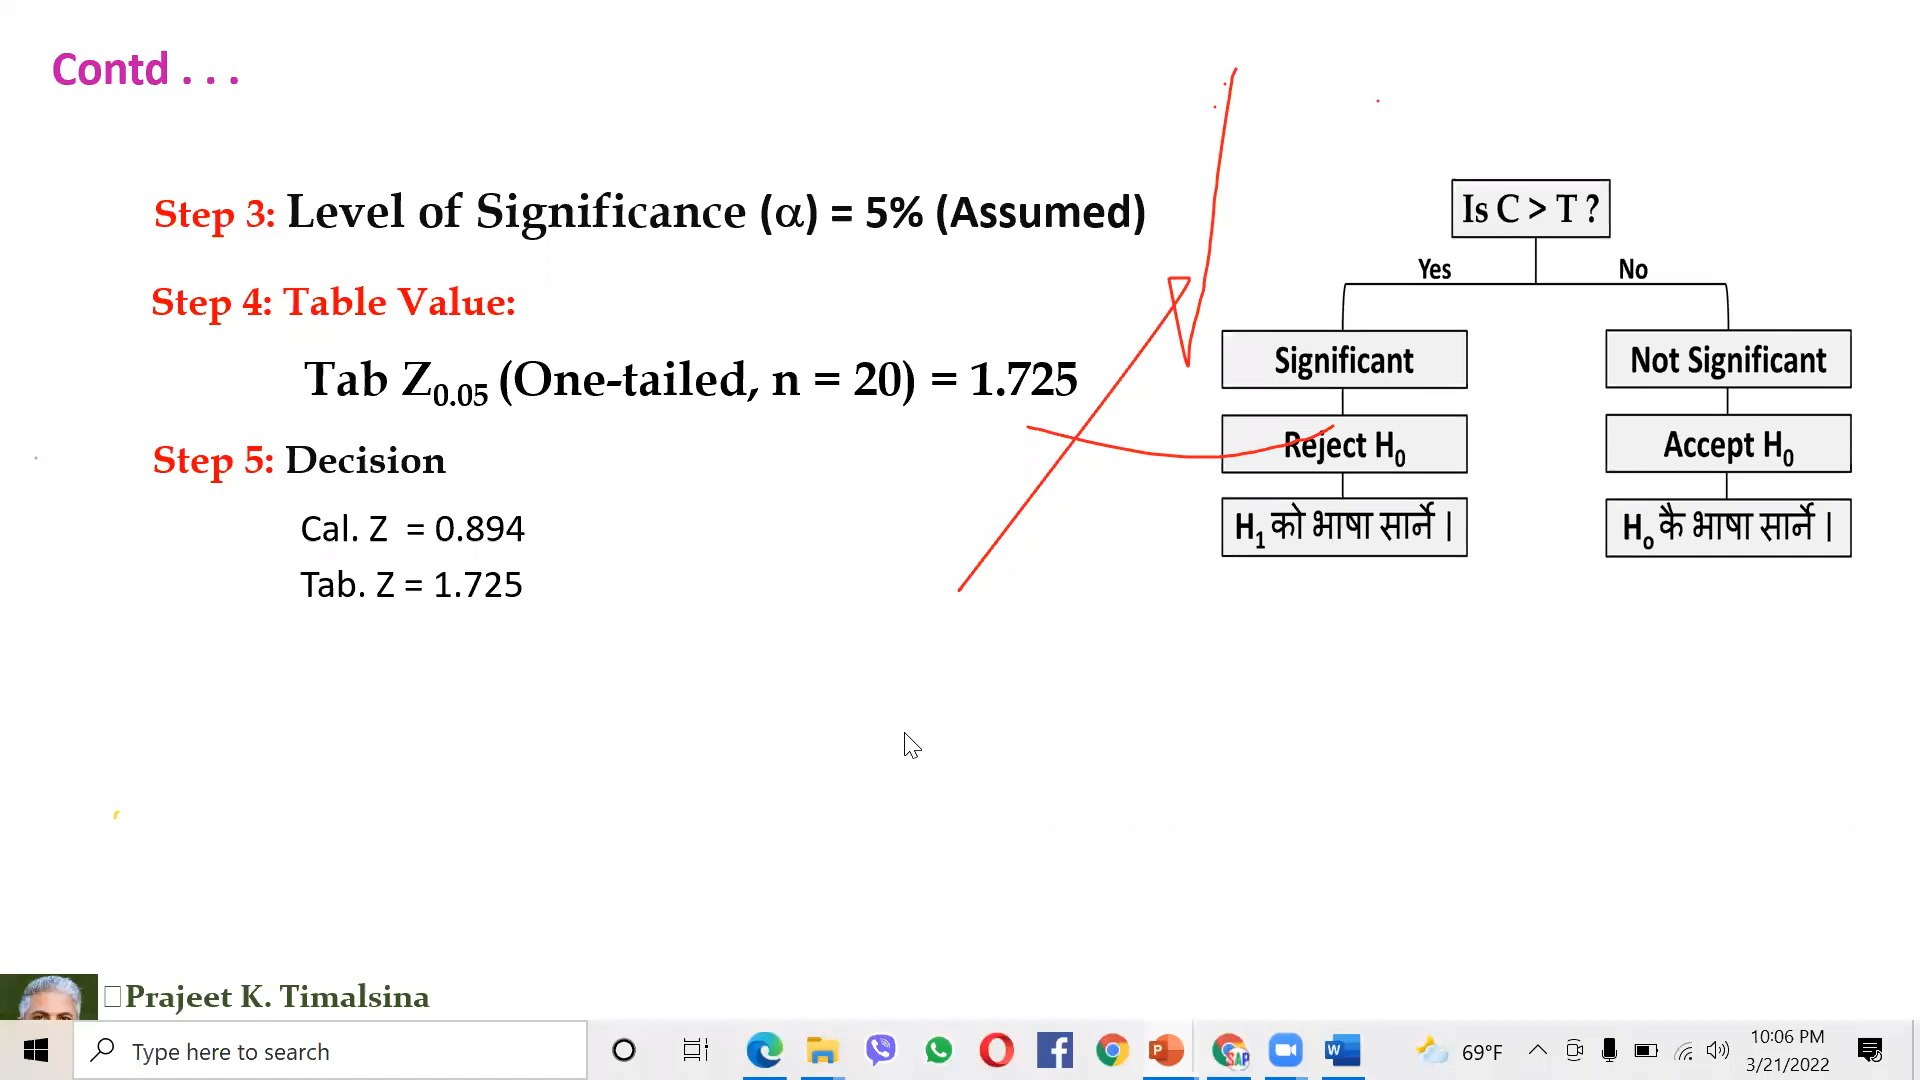 Contd . . .
Step 3: Level of Significance (α) = 5% (Assumed)
Step 4: Table Value:
Tab Z0.05 (One-tailed, n = 20) = 1.725
Step 5: Decision
Cal. Z = 0.894
Tab. Z = 1.725
Is C > T ?
Yes No
Significant Not Significant
Reject H0 Accept H0
H1 को भाषा सार्ने | Ho कै भाषा सार्ने |
Prajeet K. Timalsina
Type here to search
69°F
10:06 PM
3/21/2022